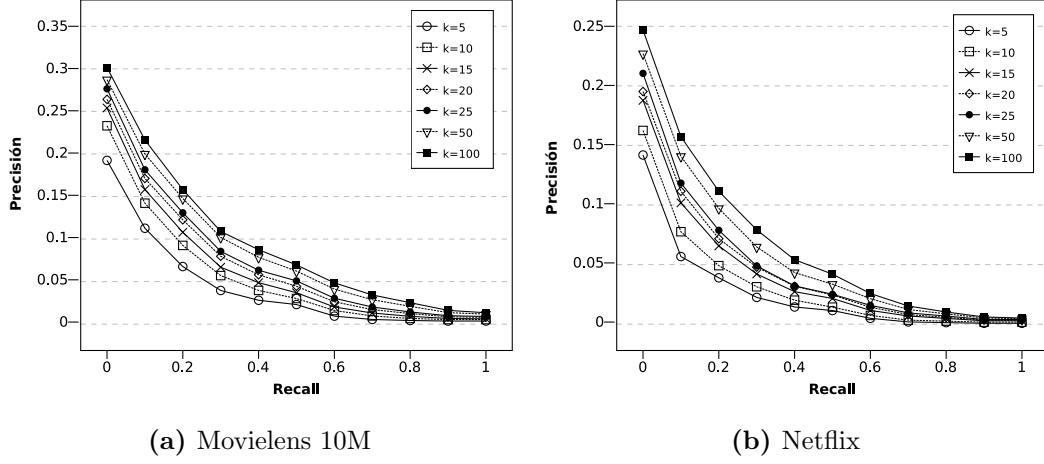 0.35
0.3
0.25
0.2
0.15
0.1
0.05
0
Precisión
0 0.2 0.4 0.6 0.8 1
Recall
k=5
k=10
k=15
k=20
k=25
k=50
k=100
(a) Movielens 10M
0.25
0.2
0.15
0.1
0.05
0
Precisión
0 0.2 0.4 0.6 0.8 1
Recall
k=5
k=10
k=15
k=20
k=25
k=50
k=100
(b) Netflix